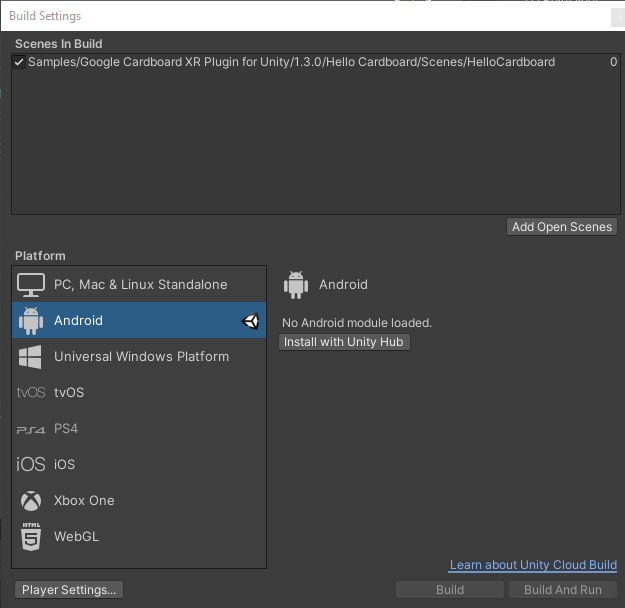 Build Settings
Scenes In Build
Samples/Google Cardboard XR Plugin for Unity/1.3.0/Hello Cardboard/Scenes/HelloCardboard 0
Add Open Scenes
Platform
PC, Mac & Linux Standalone
Android
Universal Windows Platform
tvOS tvOS
PS4 PS4
iOS iOS
Xbox One
HTML 5 WebGL
Android
No Android module loaded.
Install with Unity Hub
Learn about Unity Cloud Build
Player Settings...
Build
Build And Run